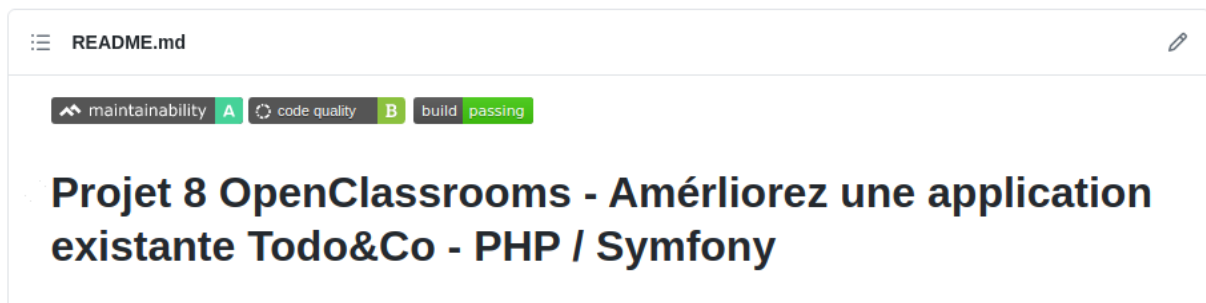 README.md
maintainability A code quality B build passing
Projet 8 OpenClassrooms - Amérliorez une application
existante Todo&Co - PHP / Symfony